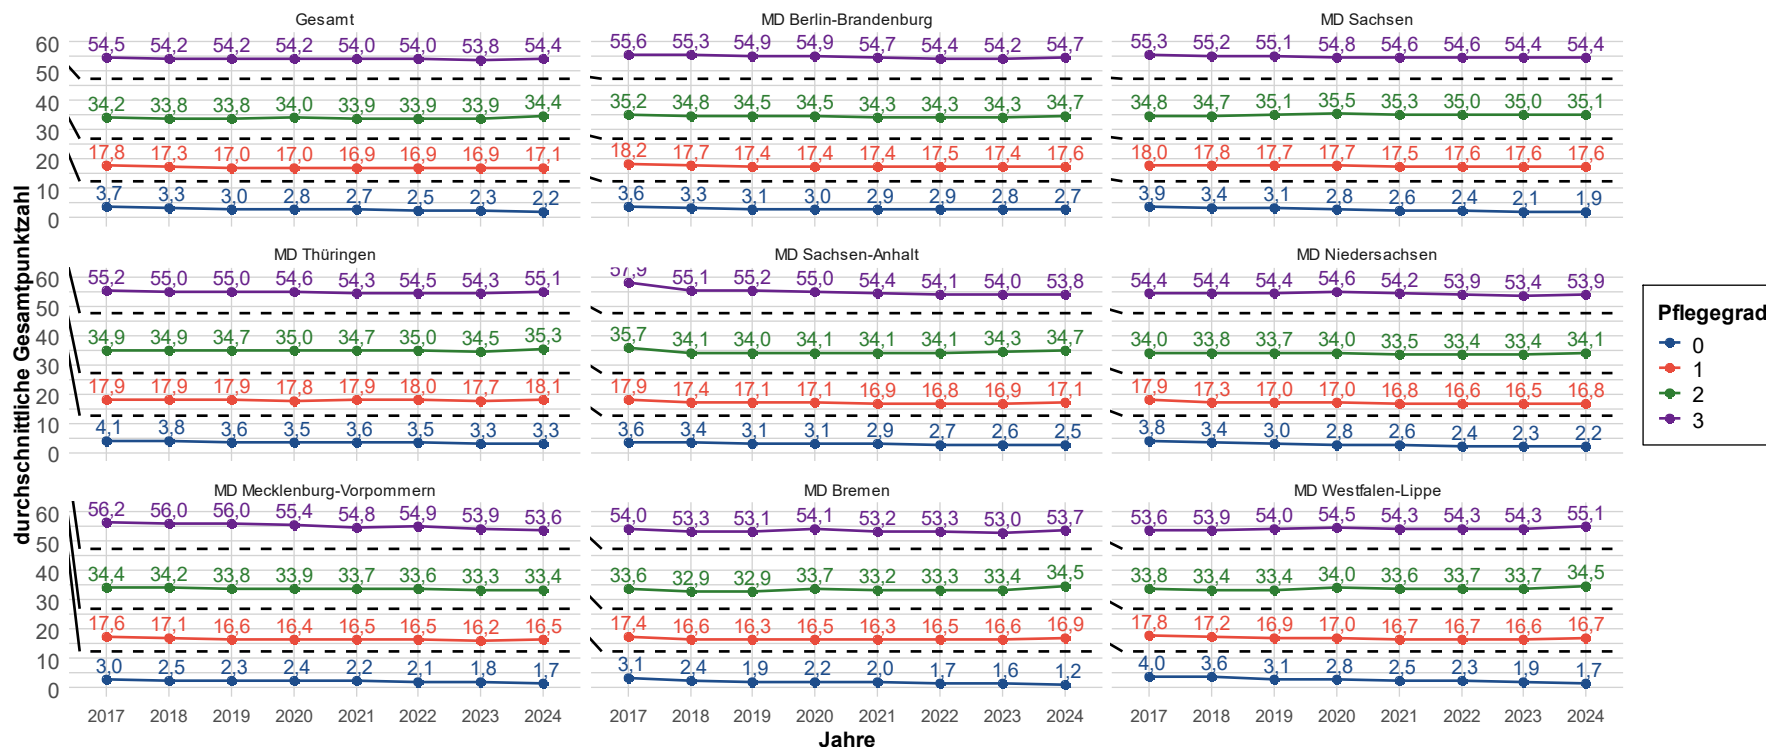 Gesamt
MD Berlin-Brandenburg
MD Sachsen
60
50
40
30
20
10
0
54,5 54,2 54,2 54,2 54,0 54,0 53,8 54,4
34,2 33,8 33,8 34,0 33,9 33,9 33,9 34,4
17,8 17,3 17,0 17,0 16,9 16,9 16,9 17,1
3,7 3,3 3,0 2,8 2,7 2,5 2,3 2,2
55,6 55,3 54,9 54,9 54,7 54,4 54,2 54,7
35,2 34,8 34,5 34,5 34,3 34,3 34,3 34,7
18,2 17,7 17,4 17,4 17,4 17,5 17,4 17,6
3,6 3,3 3,1 3,0 2,9 2,9 2,8 2,7
55,3 55,2 55,1 54,8 54,6 54,6 54,4 54,4
34,8 34,7 35,1 35,5 35,3 35,0 35,0 35,1
18,0 17,8 17,7 17,7 17,5 17,6 17,6 17,6
3,9 3,4 3,1 2,8 2,6 2,4 2,1 1,9
MD Thüringen
MD Sachsen-Anhalt
MD Niedersachsen
60
50
40
30
20
10
0
55,2 55,0 55,0 54,6 54,3 54,5 54,3 55,1
34,9 34,9 34,7 35,0 34,7 35,0 34,5 35,3
17,9 17,9 17,9 17,8 17,9 18,0 17,7 18,1
4,1 3,8 3,6 3,5 3,6 3,5 3,3 3,3
57,9 55,1 55,2 55,0 54,4 54,1 54,0 53,8
35,7 34,1 34,0 34,1 34,1 34,1 34,3 34,7
17,9 17,4 17,1 17,1 16,9 16,8 16,9 17,1
3,6 3,4 3,1 3,1 2,9 2,7 2,6 2,5
54,4 54,4 54,4 54,6 54,2 53,9 53,4 53,9
34,0 33,8 33,7 34,0 33,5 33,4 33,4 34,1
17,9 17,3 17,0 17,0 16,8 16,6 16,5 16,8
3,8 3,4 3,0 2,8 2,6 2,4 2,3 2,2
MD Mecklenburg-Vorpommern
MD Bremen
MD Westfalen-Lippe
60
50
40
30
20
10
0
56,2 56,0 56,0 55,4 54,8 54,9 53,9 53,6
34,4 34,2 33,8 33,9 33,7 33,6 33,3 33,4
17,6 17,1 16,6 16,4 16,5 16,5 16,2 16,5
3,0 2,5 2,3 2,4 2,2 2,1 1,8 1,7
54,0 53,3 53,1 54,1 53,2 53,3 53,0 53,7
33,6 32,9 32,9 33,7 33,2 33,3 33,4 34,5
17,4 16,6 16,3 16,5 16,3 16,5 16,6 16,9
3,1 2,4 1,9 2,2 2,0 1,7 1,6 1,2
53,6 53,9 54,0 54,5 54,3 54,3 54,3 55,1
33,8 33,4 33,4 34,0 33,6 33,7 33,7 34,5
17,8 17,2 16,9 17,0 16,7 16,7 16,6 16,7
4,0 3,6 3,1 2,8 2,5 2,3 1,9 1,7
2017 2018 2019 2020 2021 2022 2023 2024
2017 2018 2019 2020 2021 2022 2023 2024
2017 2018 2019 2020 2021 2022 2023 2024
Jahre
durchschnittliche Gesamtpunktzahl
Pflegegrad
0
1
2
3